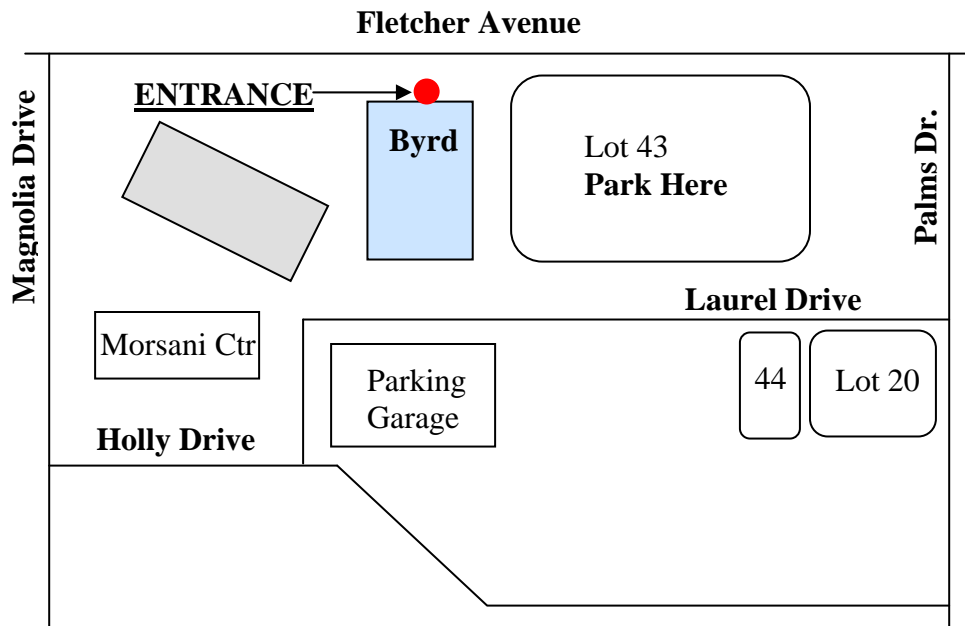 Fletcher Avenue
ENTRANCE
Byrd
Lot 43
Park Here
Magnolia Drive
Palms Dr.
Laurel Drive
Morsani Ctr
Parking
Garage
44
Lot 20
Holly Drive